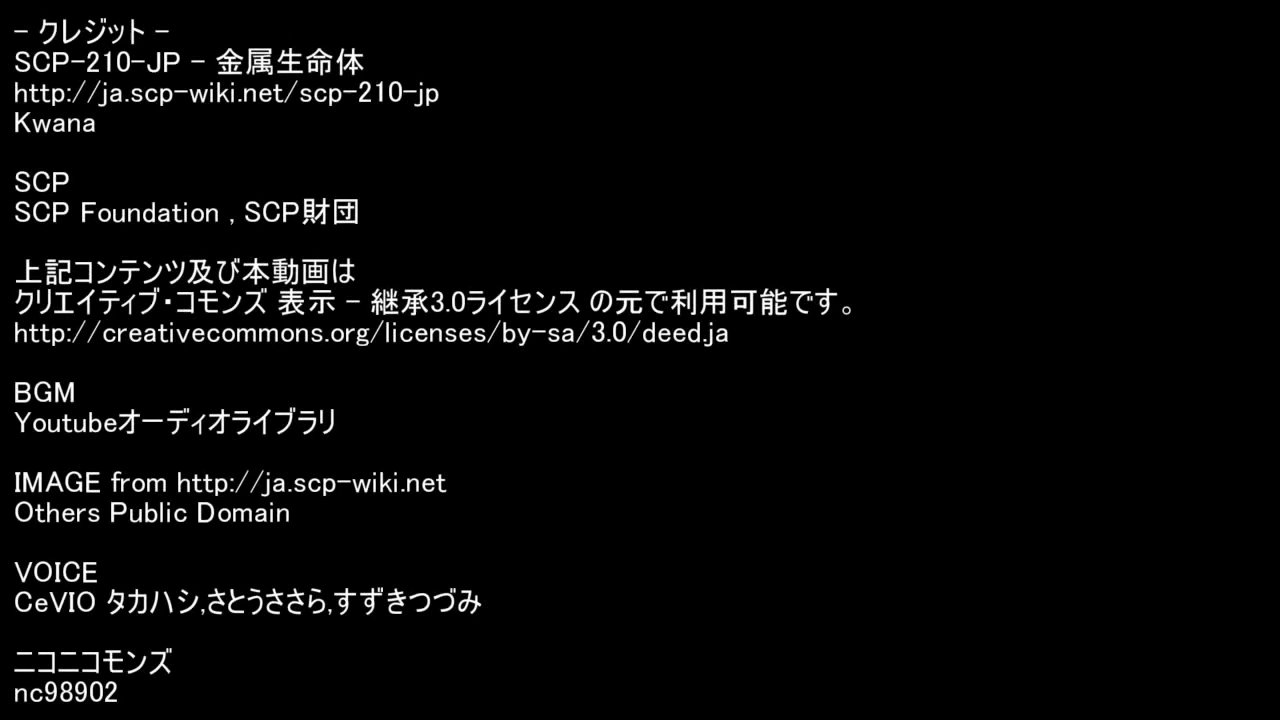 - クレジット -
SCP-210-JP - 金属生命体
http://ja.scp-wiki.net/scp-210-jp
Kwana
SCP
SCP Foundation , SCP財団
上記コンテンツ及び本動画は
クリエイティブ・コモンズ 表示 - 継承3.0ライセンス の元で利用可能です。
http://creativecommons.org/licenses/by-sa/3.0/deed.ja
BGM
Youtubeオーディオライブラリ
IMAGE from http://ja.scp-wiki.net
Others Public Domain
VOICE
CeVIO タカハシ,さとうささら,すずきつづみ
ニコニコモンズ
nc98902